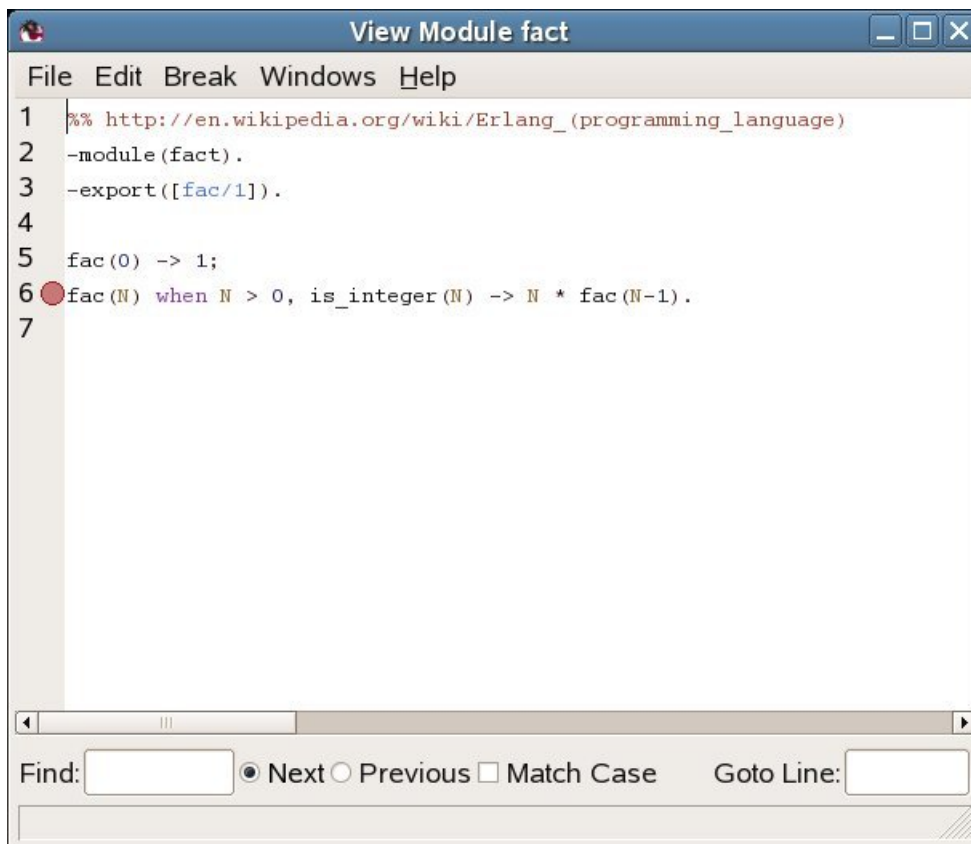 View Module fact
File Edit Break Windows Help
1 %% http://en.wikipedia.org/wiki/Erlang_(programming_language)
2 -module(fact).
3 -export([fac/1]).
4
5 fac(0) -> 1;
6 fac(N) when N > 0, is_integer(N) -> N * fac(N-1).
7
Find: Next Previous Match Case Goto Line: